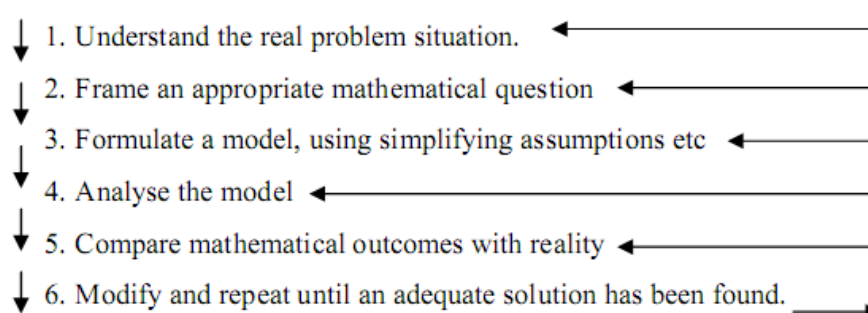 1. Understand the real problem situation.
2. Frame an appropriate mathematical question
3. Formulate a model, using simplifying assumptions etc
4. Analyse the model
5. Compare mathematical outcomes with reality
6. Modify and repeat until an adequate solution has been found.